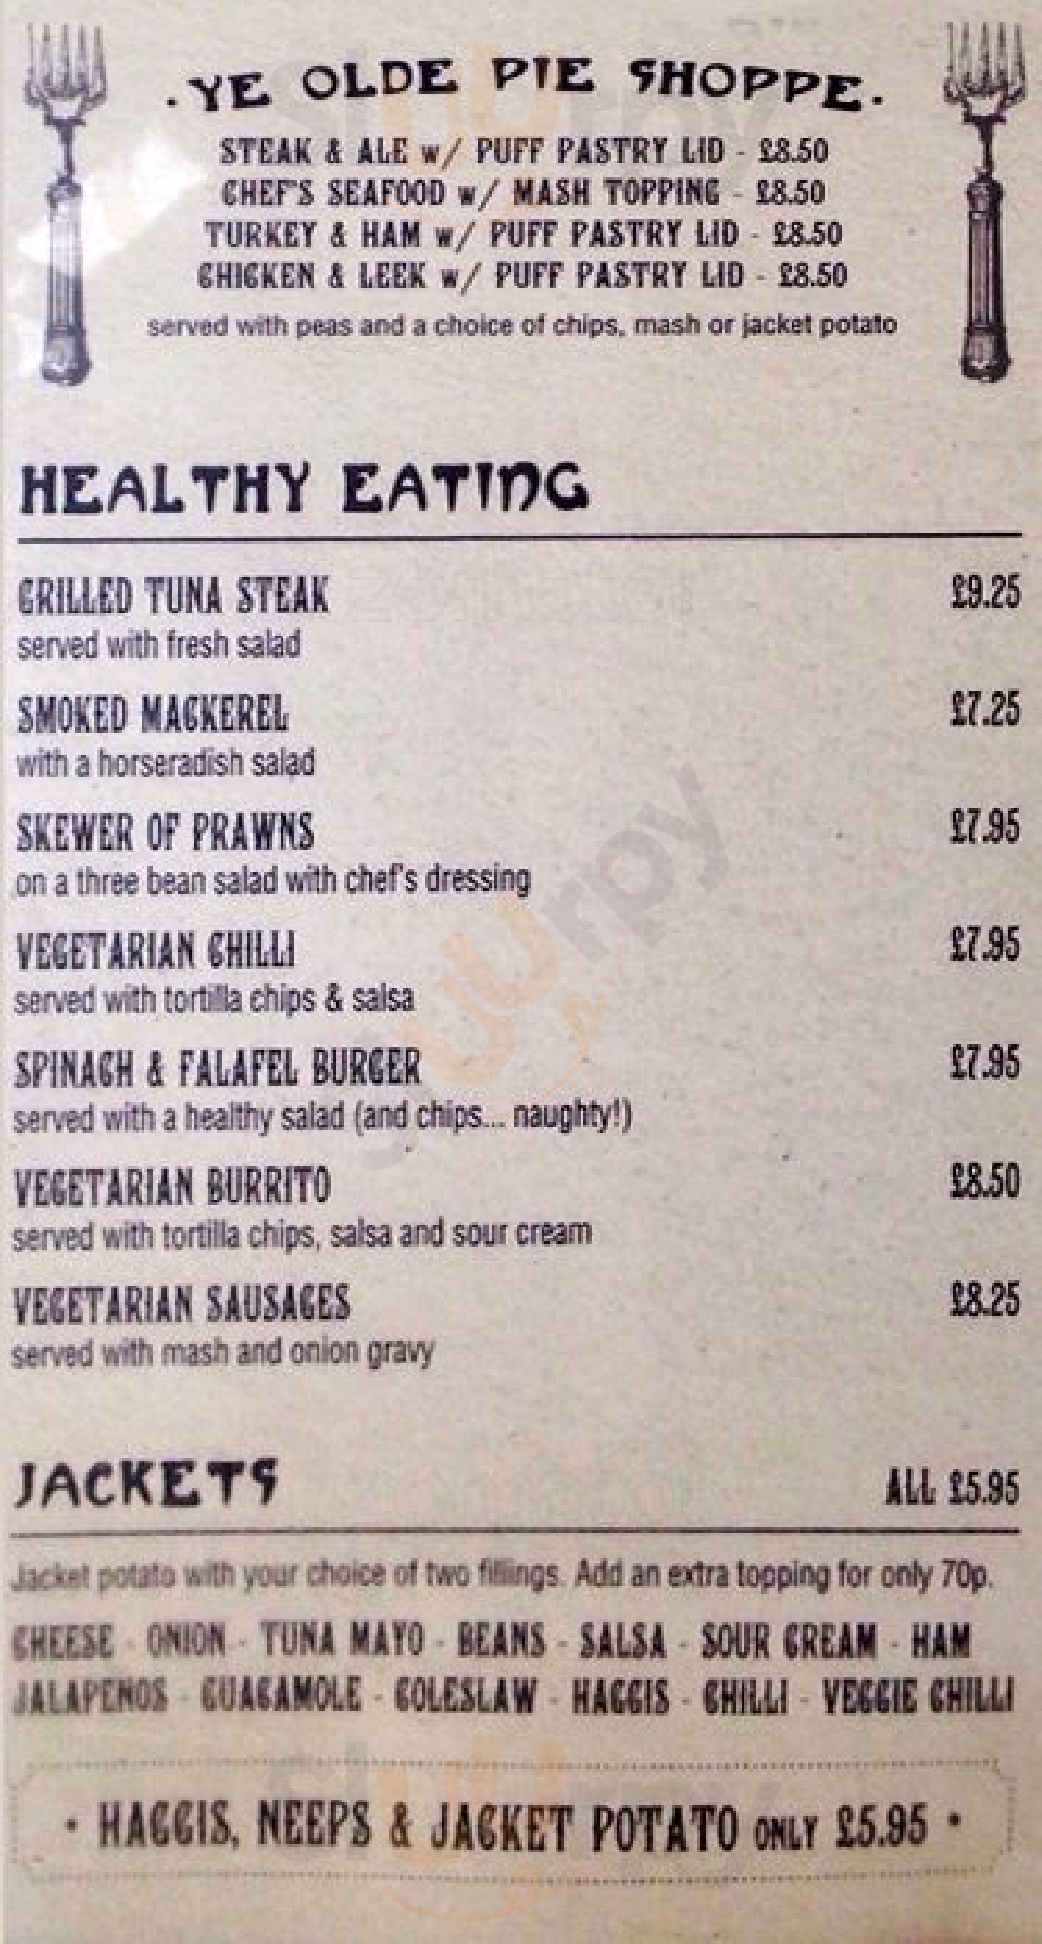 ·YE OLDE PIE SHOPPE·
STEAK & ALE w/ PUFF PASTRY LID - £8.50
CHEF'S SEAFOOD w/ MASH TOPPING - £8.50
TURKEY & HAM w/ PUFF PASTRY LID - £8.50
CHICKEN & LEEK w/ PUFF PASTRY LID - £8.50
served with peas and a choice of chips, mash or jacket potato
HEALTHY EATING
GRILLED TUNA STEAK £9.25
served with fresh salad
SMOKED MACKEREL £7.25
with a horseradish salad
SKEWER OF PRAWNS £7.95
on a three bean salad with chef's dressing
VEGETARIAN CHILLI £7.95
served with tortilla chips & salsa
SPINACH & FALAFEL BURGER £7.95
served with a healthy salad (and chips... naughty!)
VEGETARIAN BURRITO £8.50
served with tortilla chips, salsa and sour cream
VEGETARIAN SAUSAGES £8.25
served with mash and onion gravy
JACKETS ALL £5.95
Jacket potato with your choice of two fillings. Add an extra topping for only 70p.
CHEESE - ONION - TUNA MAYO - BEANS - SALSA - SOUR CREAM - HAM
JALAPENOS - GUACAMOLE - COLESLAW - HAGGIS - CHILLI - VEGGIE CHILLI
· HAGGIS, NEEPS & JACKET POTATO ONLY £5.95 ·
sluurpy
sluurpy
sluurpy